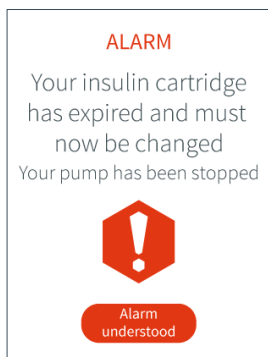 ALARM
Your insulin cartridge
has expired and must
now be changed
Your pump has been stopped
Alarm
understood